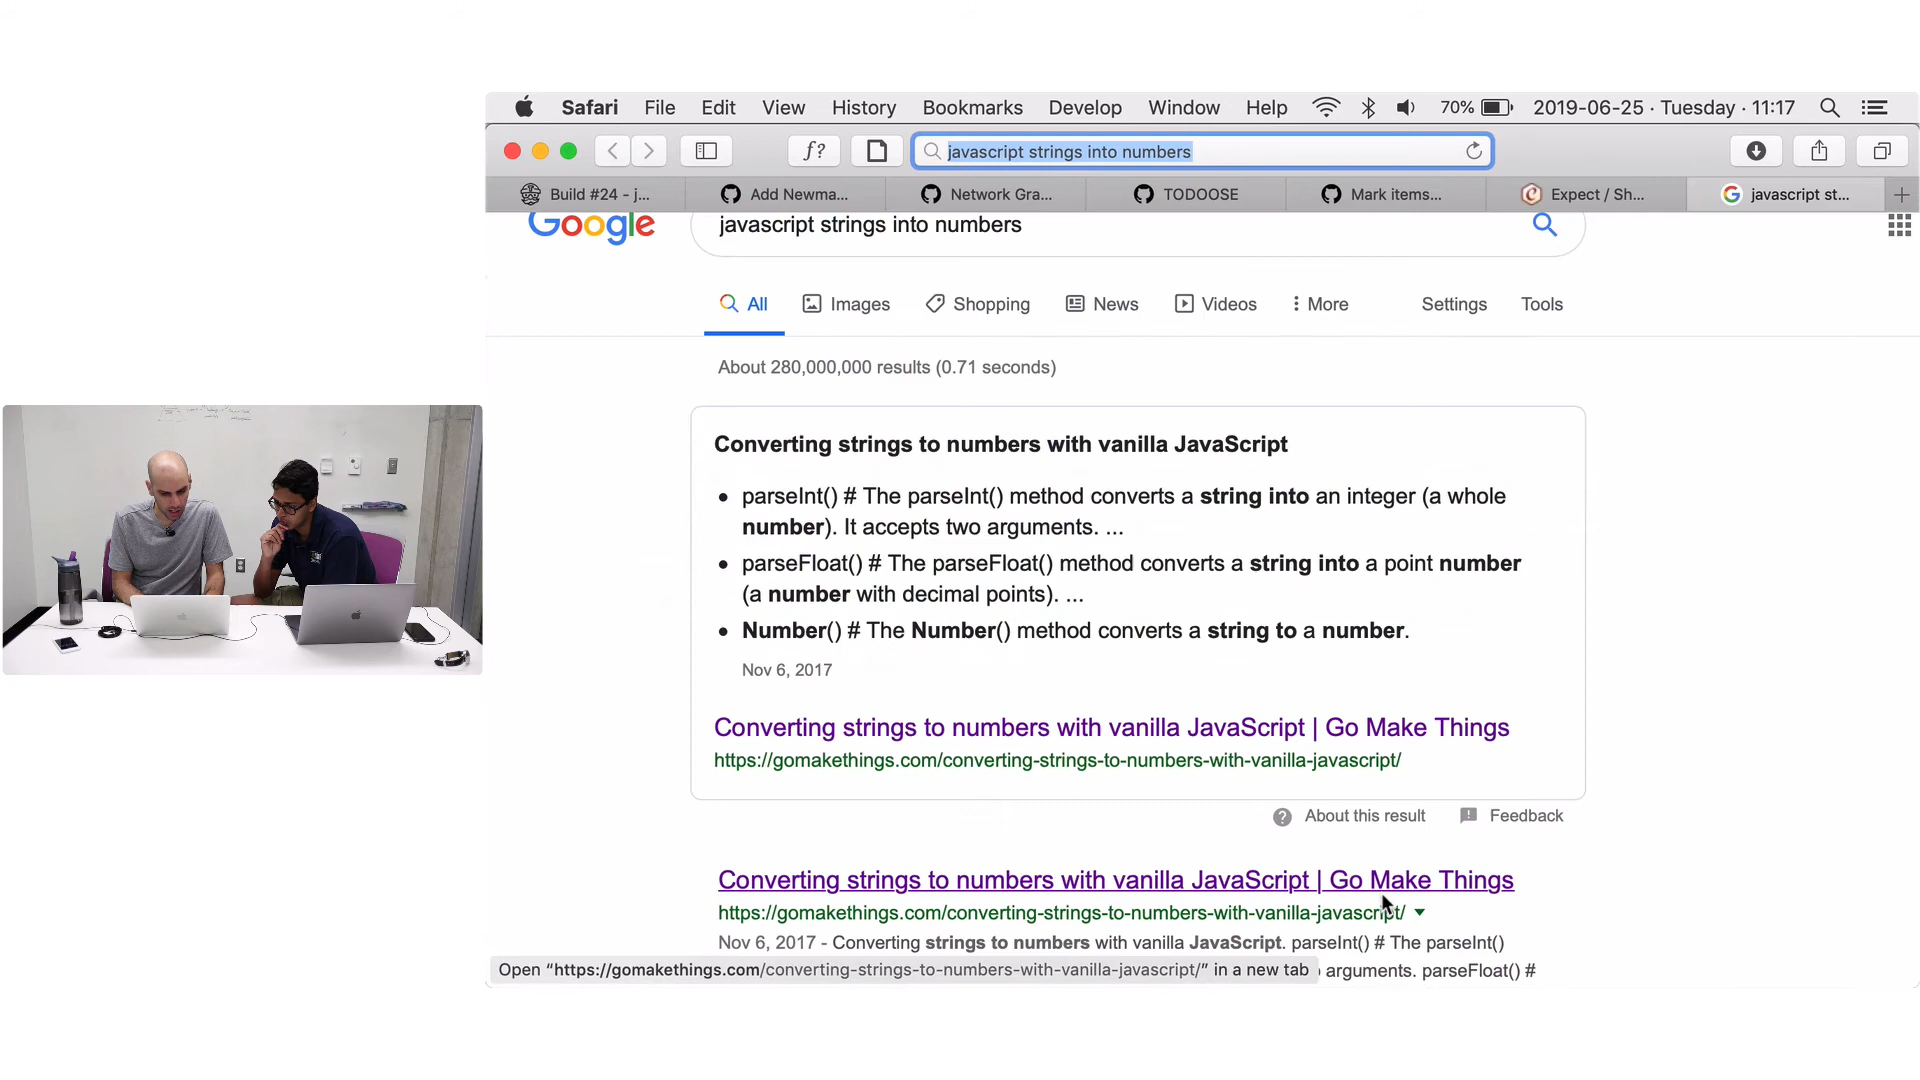 Safari File Edit View History Bookmarks Develop Window Help 70% 2019-06-25 · Tuesday · 11:17
f? javascript strings into numbers
Build #24 - j... Add Newma... Network Gra... TODOOSE Mark items... Expect / Sh... javascript st...
Google javascript strings into numbers
All Images Shopping News Videos More Settings Tools
About 280,000,000 results (0.71 seconds)
Converting strings to numbers with vanilla JavaScript
• parseInt() # The parseInt() method converts a string into an integer (a whole
number). It accepts two arguments. ...
• parseFloat() # The parseFloat() method converts a string into a point number
(a number with decimal points). ...
• Number() # The Number() method converts a string to a number.
Nov 6, 2017
Converting strings to numbers with vanilla JavaScript | Go Make Things
https://gomakethings.com/converting-strings-to-numbers-with-vanilla-javascript/
About this result Feedback
Converting strings to numbers with vanilla JavaScript | Go Make Things
https://gomakethings.com/converting-strings-to-numbers-with-vanilla-javascript/
Nov 6, 2017 - Converting strings to numbers with vanilla JavaScript. parseInt() # The parseInt()
Open “https://gomakethings.com/converting-strings-to-numbers-with-vanilla-javascript/” in a new tab arguments. parseFloat() #